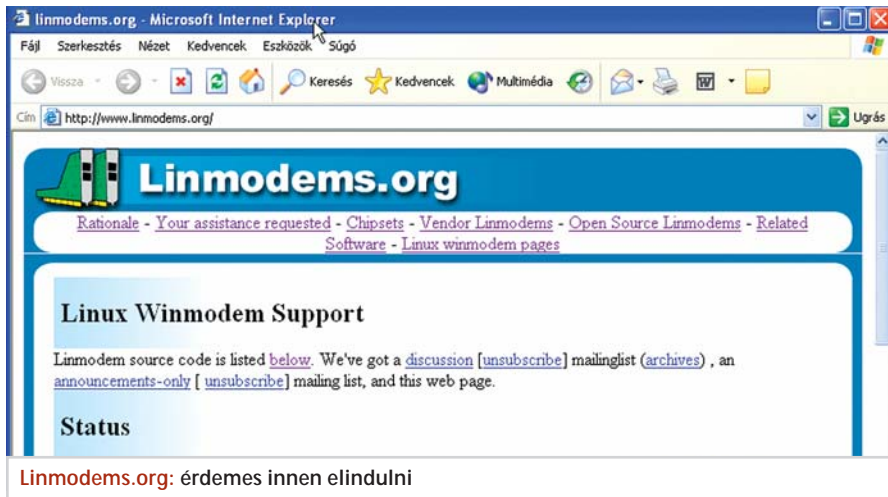 linmodems.org - Microsoft Internet Explorer
Fájl Szerkesztés Nézet Kedvencek Eszközök Súgó
Vissza Keresés Kedvencek Multimédia
Cím http://www.linmodems.org/ Ugrás
Linmodems.org
Rationale - Your assistance requested - Chipsets - Vendor Linmodems - Open Source Linmodems - Related
Software - Linux winmodem pages
Linux Winmodem Support
Linmodem source code is listed below. We've got a discussion [unsubscribe] mailinglist (archives) , an
announcements-only [ unsubscribe] mailing list, and this web page.
Status
Linmodems.org: érdemes innen elindulni